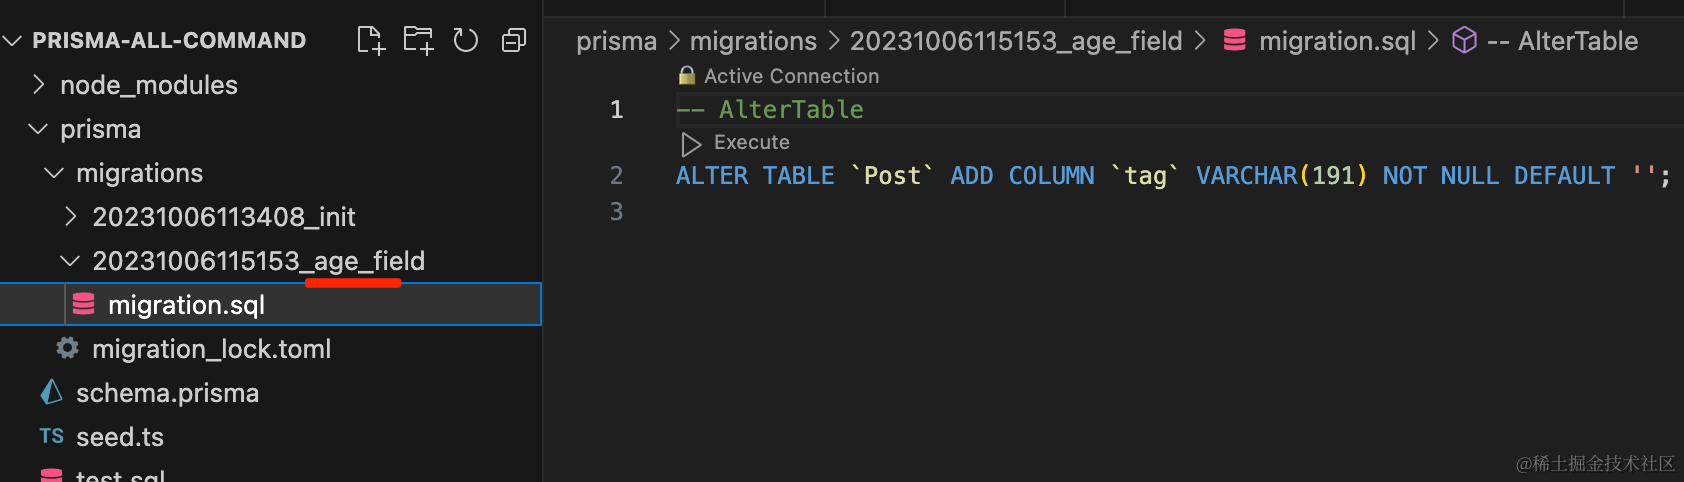 PRISMA-ALL-COMMAND
node_modules
prisma
migrations
20231006113408_init
20231006115153_age_field
migration.sql
migration_lock.toml
schema.prisma
TS seed.ts
test.sql
prisma > migrations > 20231006115153_age_field > migration.sql > -- AlterTable
Active Connection
1 -- AlterTable
Execute
2 ALTER TABLE `Post` ADD COLUMN `tag` VARCHAR(191) NOT NULL DEFAULT '';
3
@稀土掘金技术社区